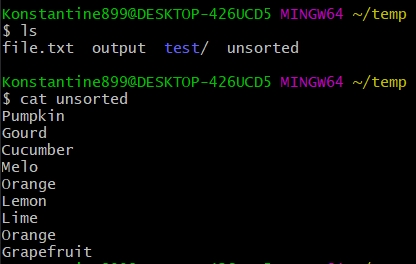 Konstantine899@DESKTOP-426UCD5 MINGW64 ~/temp
$ ls
file.txt output test/ unsorted
Konstantine899@DESKTOP-426UCD5 MINGW64 ~/temp
$ cat unsorted
Pumpkin
Gourd
Cucumber
Melo
Orange
Lemon
Lime
Orange
Grapefruit